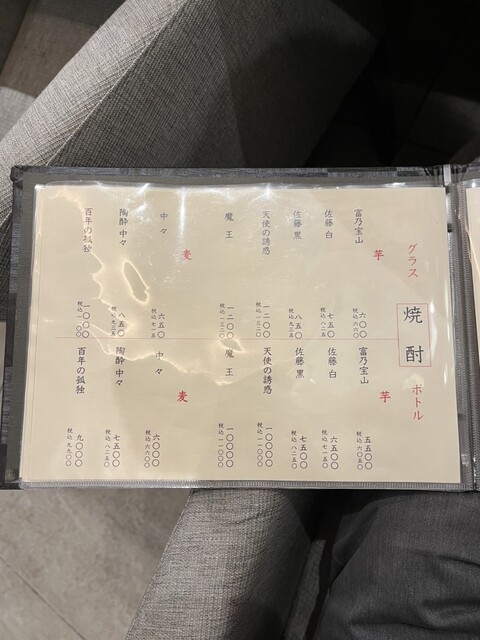 焼酎
グラス
芋
富乃宝山 六〇〇
税込 六六〇
佐藤 白 七五〇
税込 八二五
佐藤 黒 八五〇
税込 九三五
天使の誘惑 一二〇〇
税込 一三二〇
魔王 一二〇〇
税込 一三二〇
麦
中々 六五〇
税込 七一五
陶酔 中々 八五〇
税込 九三五
百年の孤独 一〇〇〇
税込 一一〇〇
ボトル
芋
富乃宝山 五五〇〇
税込 六〇五〇
佐藤 白 六五〇〇
税込 七一五〇
佐藤 黒 七五〇〇
税込 八二五〇
天使の誘惑 一〇〇〇〇
税込 一一〇〇〇
魔王 一〇〇〇〇
税込 一一〇〇〇
麦
中々 六〇〇〇
税込 六六〇〇
陶酔 中々 七五〇〇
税込 八二五〇
百年の孤独 九〇〇〇
税込 九九〇〇